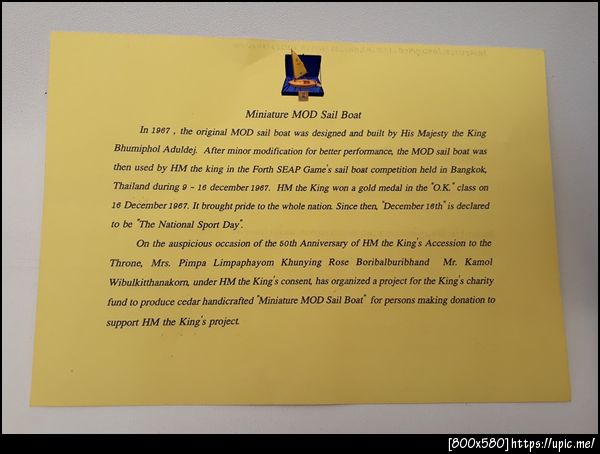 Miniature MOD Sail Boat
In 1967 , the original MOD sail boat was designed and built by His Majesty the King
Bhumiphol Aduldej. After minor modification for better performance, the MOD sail boat was
then used by HM the king in the Forth SEAP Game's sail boat competition held in Bangkok,
Thailand during 9 - 16 december 1967. HM the King won a gold medal in the "O.K." class on
16 December 1967. It brought pride to the whole nation. Since then, "December 16th" is declared
to be "The National Sport Day".
On the auspicious occasion of the 50th Anniversary of HM the King's Accession to the
Throne, Mrs. Pimpa Limpaphayom Khunying Rose Boribalburibhand Mr. Kamol
Wibulkitthanakorn, under HM the King's consent, has organized a project for the King's charity
fund to produce cedar handicrafted "Miniature MOD Sail Boat" for persons making donation to
support HM the King's project.
[800x580] https://upic.me/